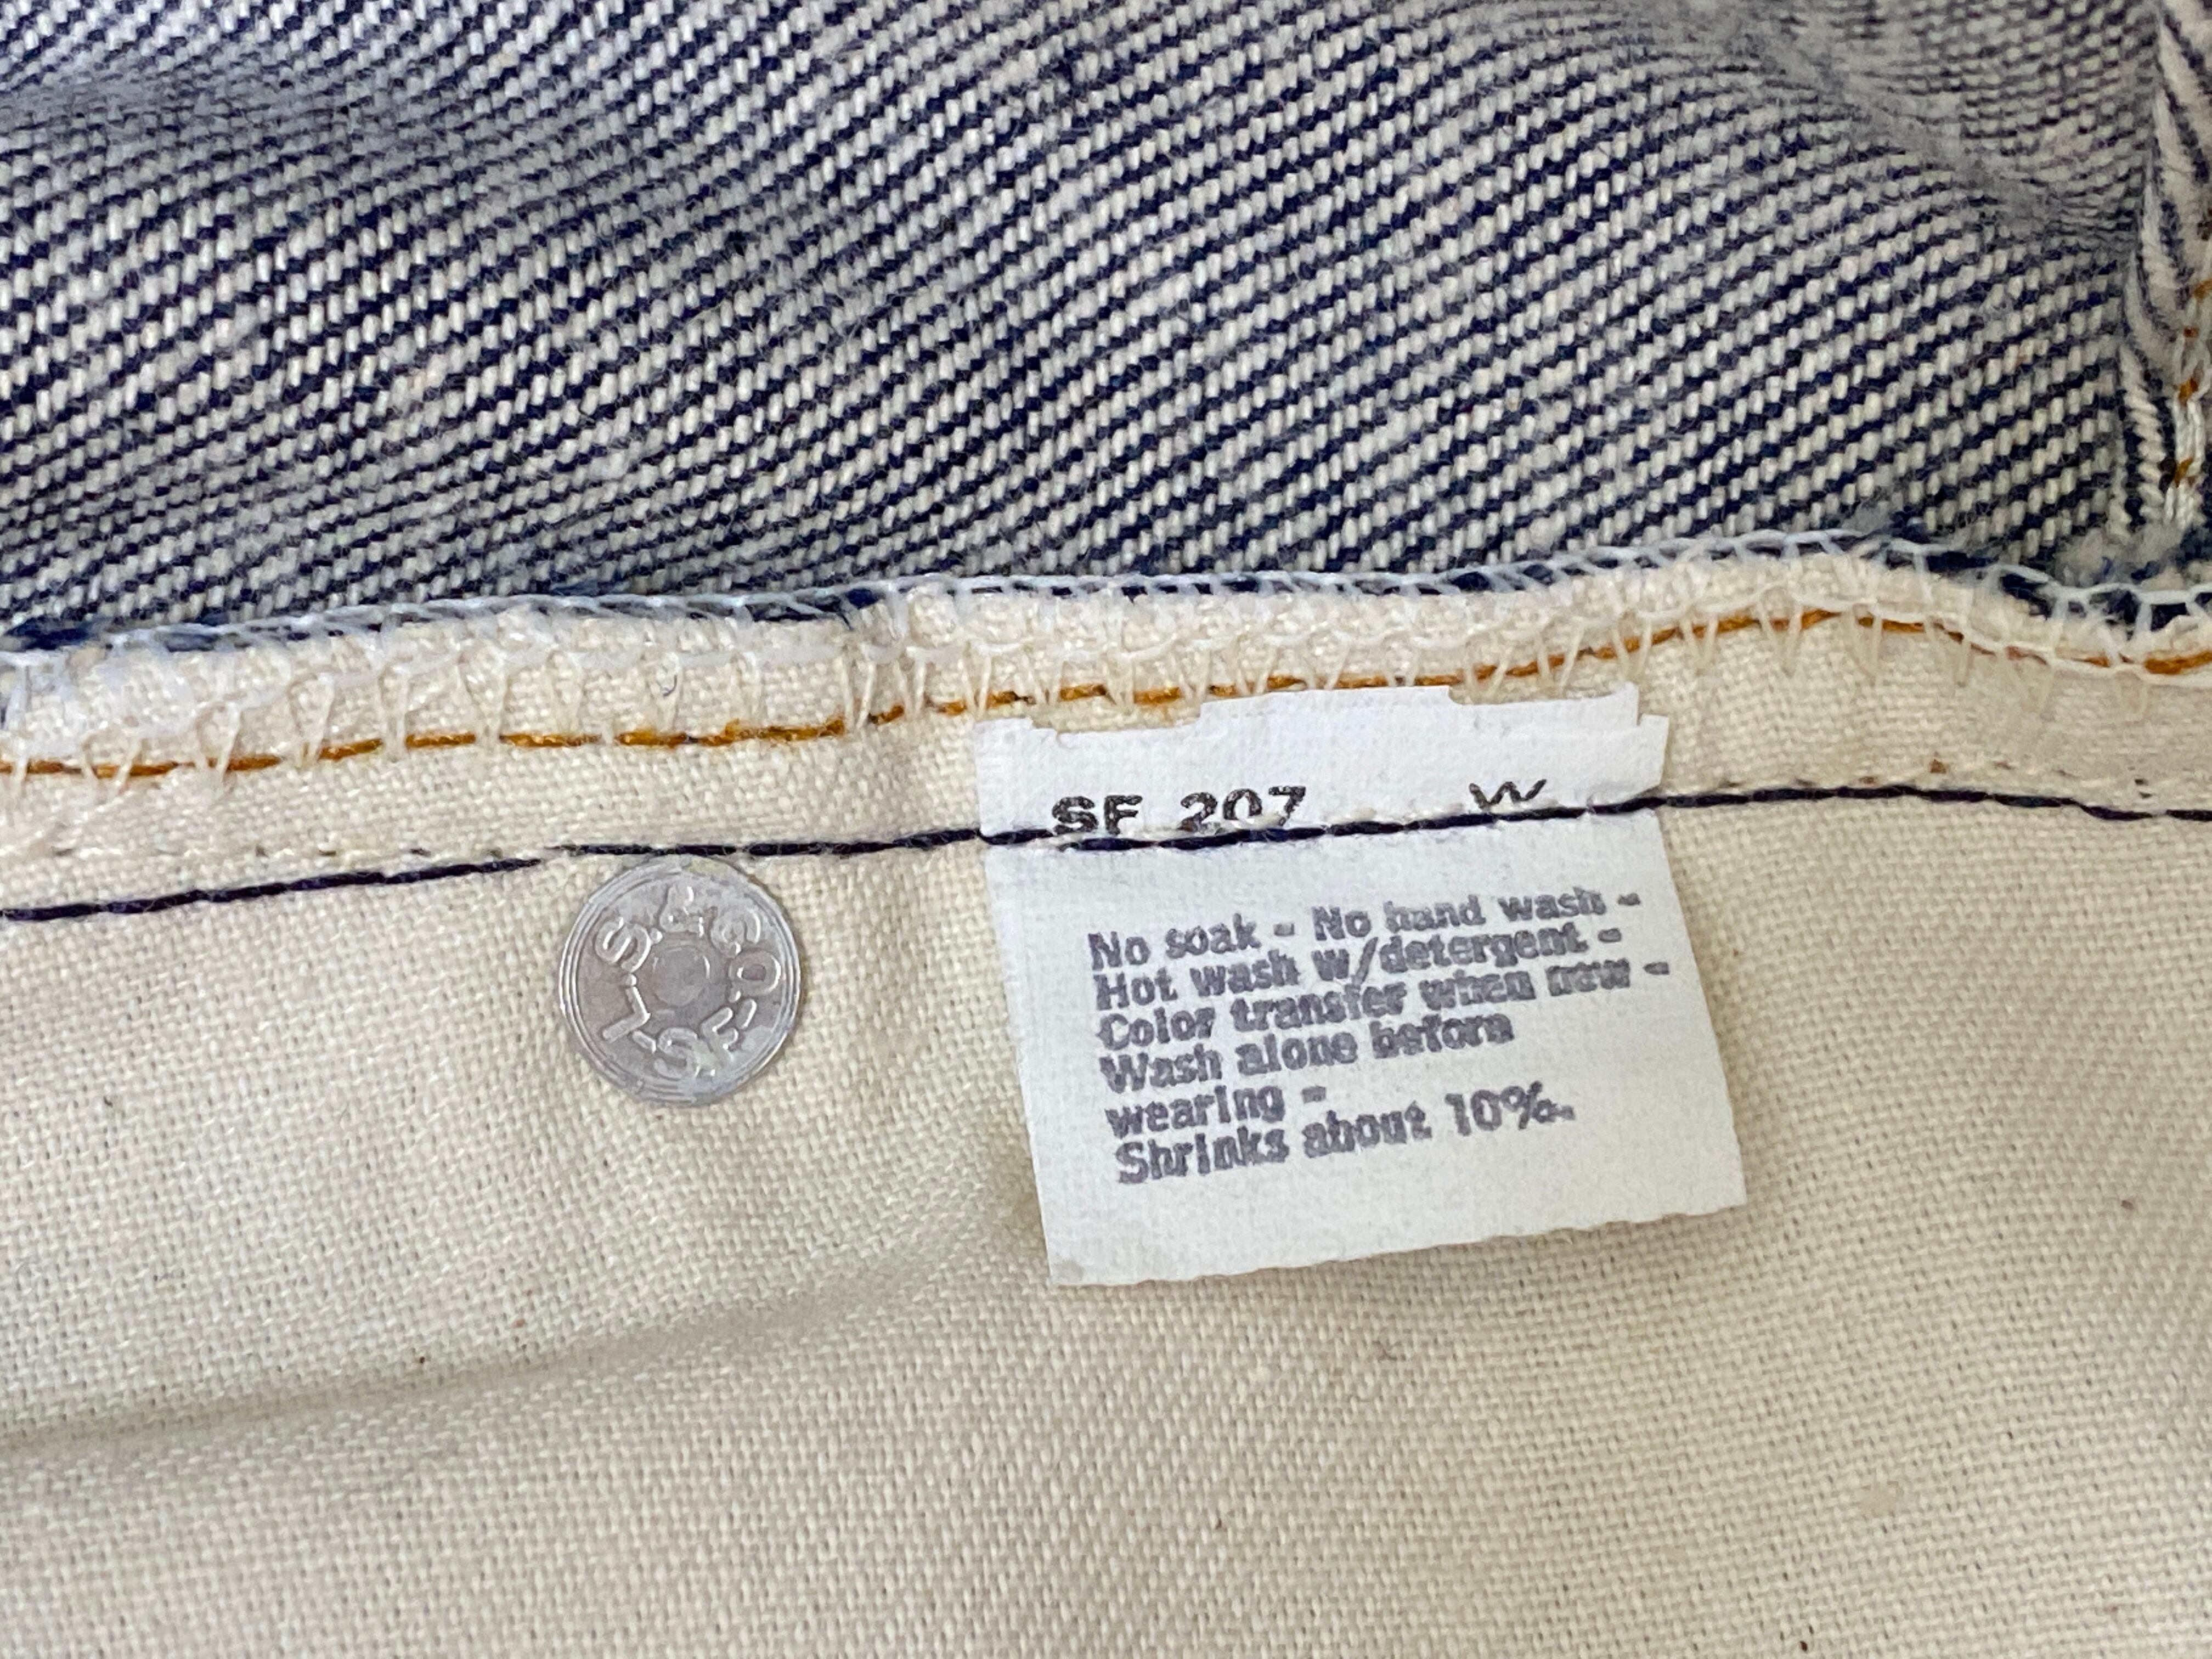 SF 207 W
L.S.&CO.-S.F.-
No soak - No hand wash -
Hot wash W/detergent -
Color transfer when new -
Wash alone before
wearing -
Shrinks about 10%.